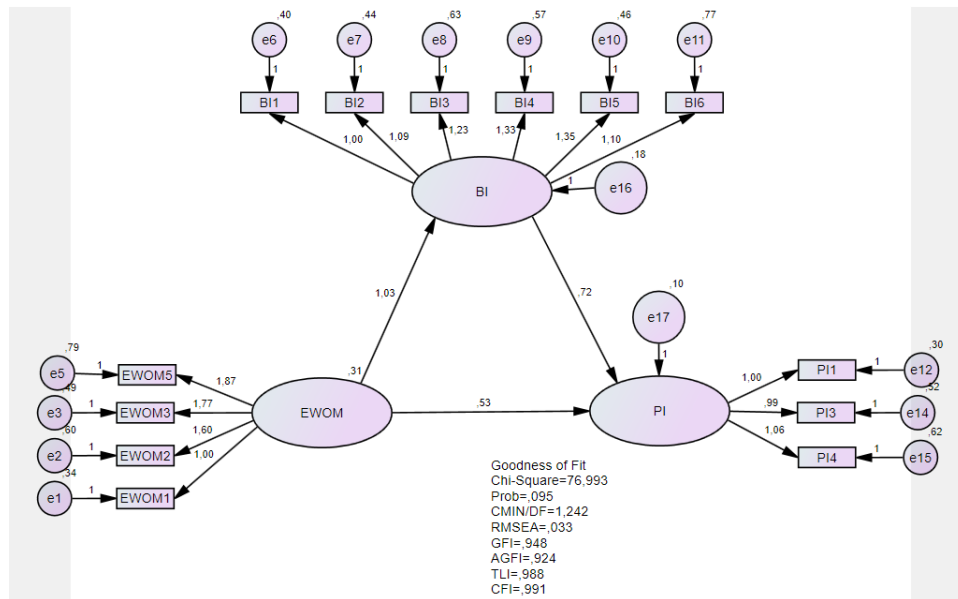 ,40 ,44 ,63 ,57 ,46 ,77
e6 e7 e8 e9 e10 e11
1 1 1 1 1 1
BI1 BI2 BI3 BI4 BI5 BI6
1,00 1,09 1,23 1,33 1,35 1,10
,18
BI 1 e16
1,03 ,72
,10
e17
1
,79 ,31 ,30
e5 1 EWOM5 1,87 1,00 PI1 1 e12
,49 ,52
e3 1 EWOM3 1,77 EWOM ,53 PI ,99 PI3 1 e14
,60 1,60 1,06 ,62
e2 1 EWOM2 1,00 PI4 1 e15
,34
e1 1 EWOM1
Goodness of Fit
Chi-Square=76,993
Prob=,095
CMIN/DF=1,242
RMSEA=,033
GFI=,948
AGFI=,924
TLI=,988
CFI=,991